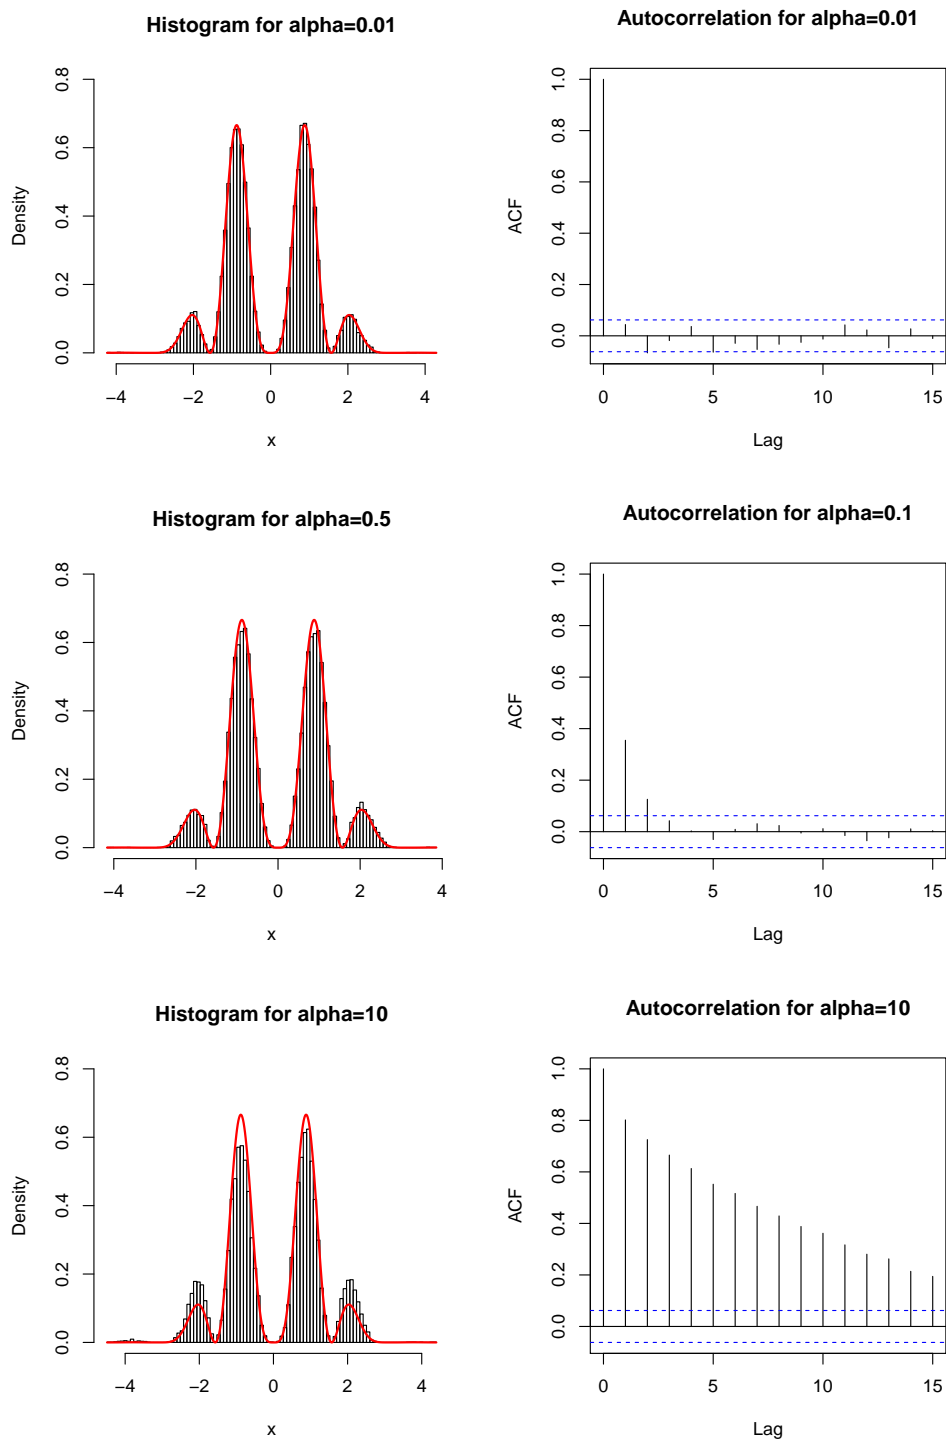 Histogram for alpha=0.01
Density
0.0 0.2 0.4 0.6 0.8
−4 −2 0 2 4
x
Autocorrelation for alpha=0.01
ACF
0.0 0.2 0.4 0.6 0.8 1.0
0 5 10 15
Lag
Histogram for alpha=0.5
Density
0.0 0.2 0.4 0.6 0.8
−4 −2 0 2 4
x
Autocorrelation for alpha=0.1
ACF
0.0 0.2 0.4 0.6 0.8 1.0
0 5 10 15
Lag
Histogram for alpha=10
Density
0.0 0.2 0.4 0.6 0.8
−4 −2 0 2 4
x
Autocorrelation for alpha=10
ACF
0.0 0.2 0.4 0.6 0.8 1.0
0 5 10 15
Lag